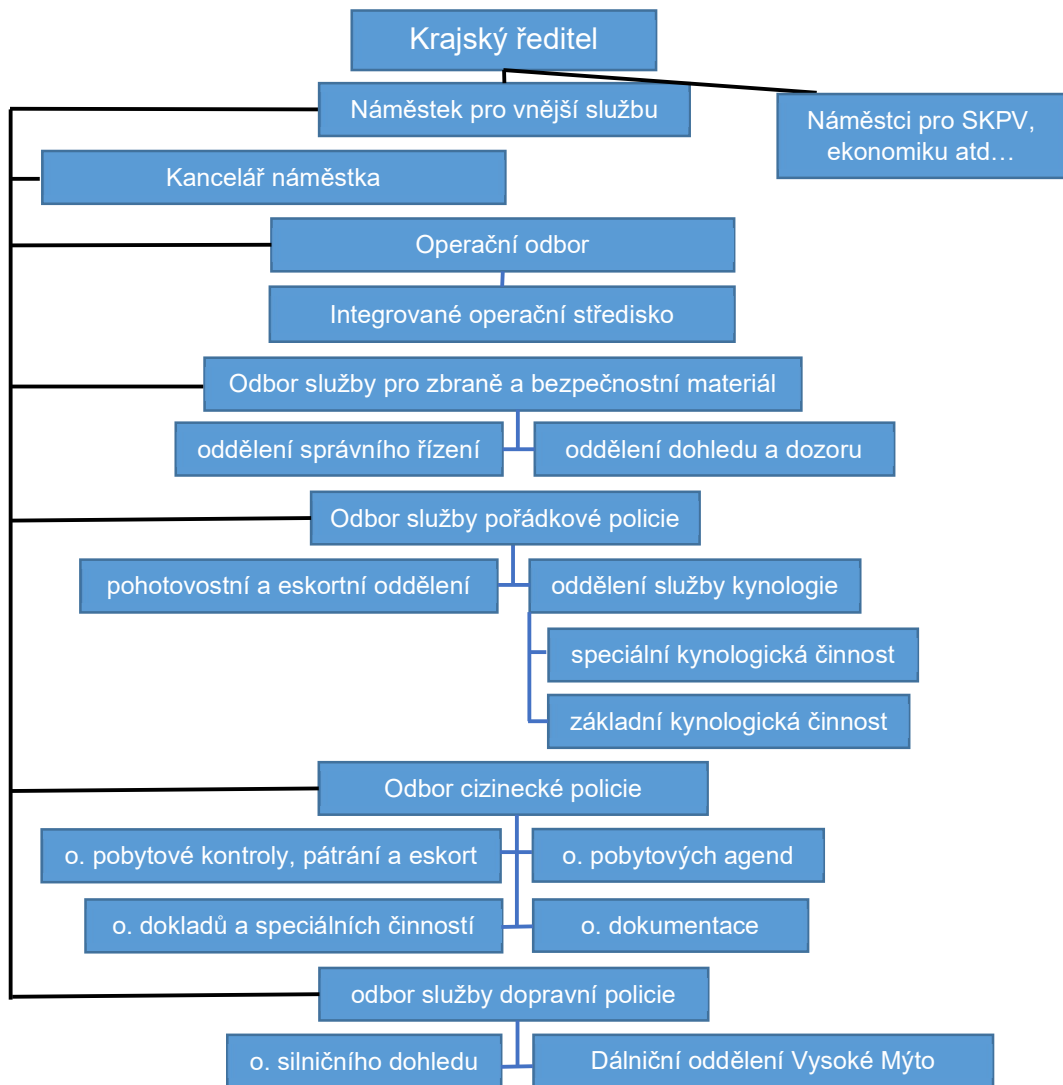 Krajský ředitel
Náměstek pro vnější službu
Náměstci pro SKPV,
ekonomiku atd…
Kancelář náměstka
Operační odbor
Integrované operační středisko
Odbor služby pro zbraně a bezpečnostní materiál
oddělení správního řízení
oddělení dohledu a dozoru
Odbor služby pořádkové policie
pohotovostní a eskortní oddělení
oddělení služby kynologie
speciální kynologická činnost
základní kynologická činnost
Odbor cizinecké policie
o. pobytové kontroly, pátrání a eskort
o. pobytových agend
o. dokladů a speciálních činností
o. dokumentace
odbor služby dopravní policie
o. silničního dohledu
Dálniční oddělení Vysoké Mýto